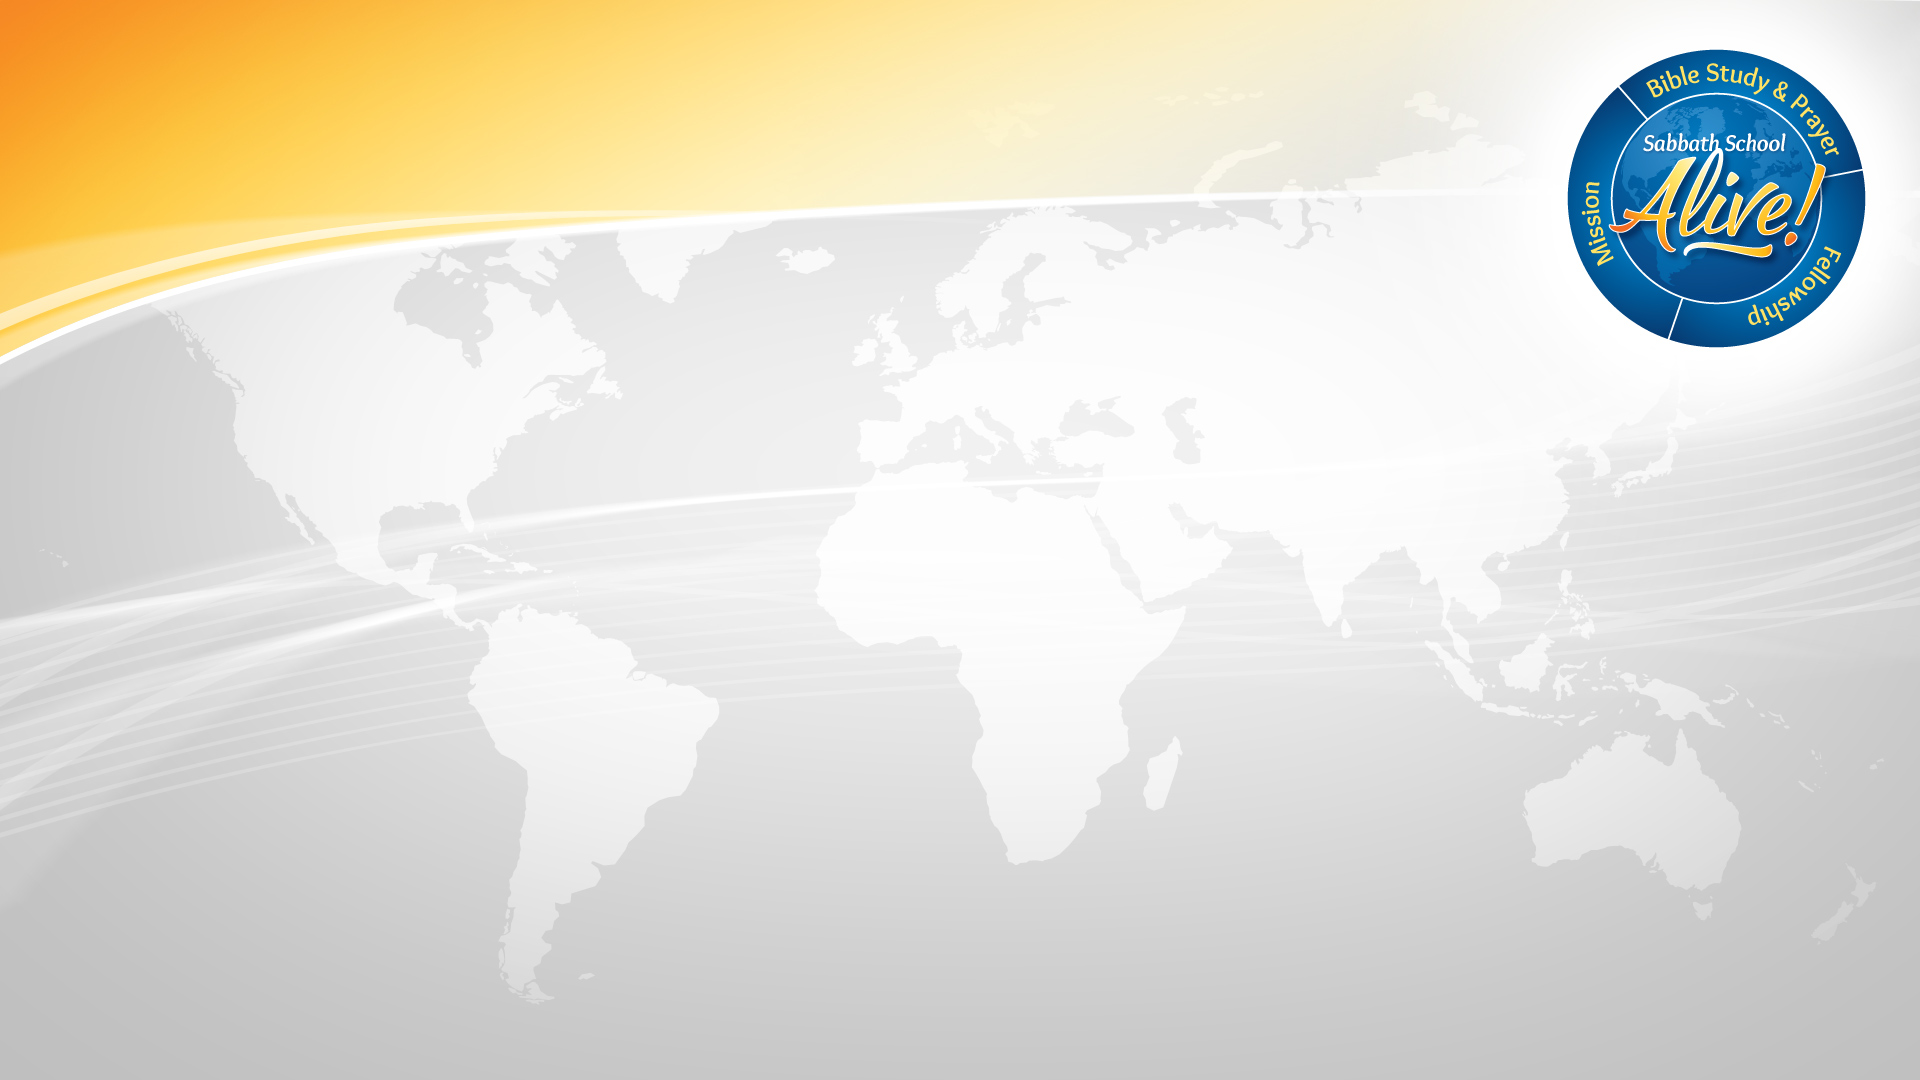 Bible Study & Prayer
Sabbath School
Alive!
Mission
Fellowship